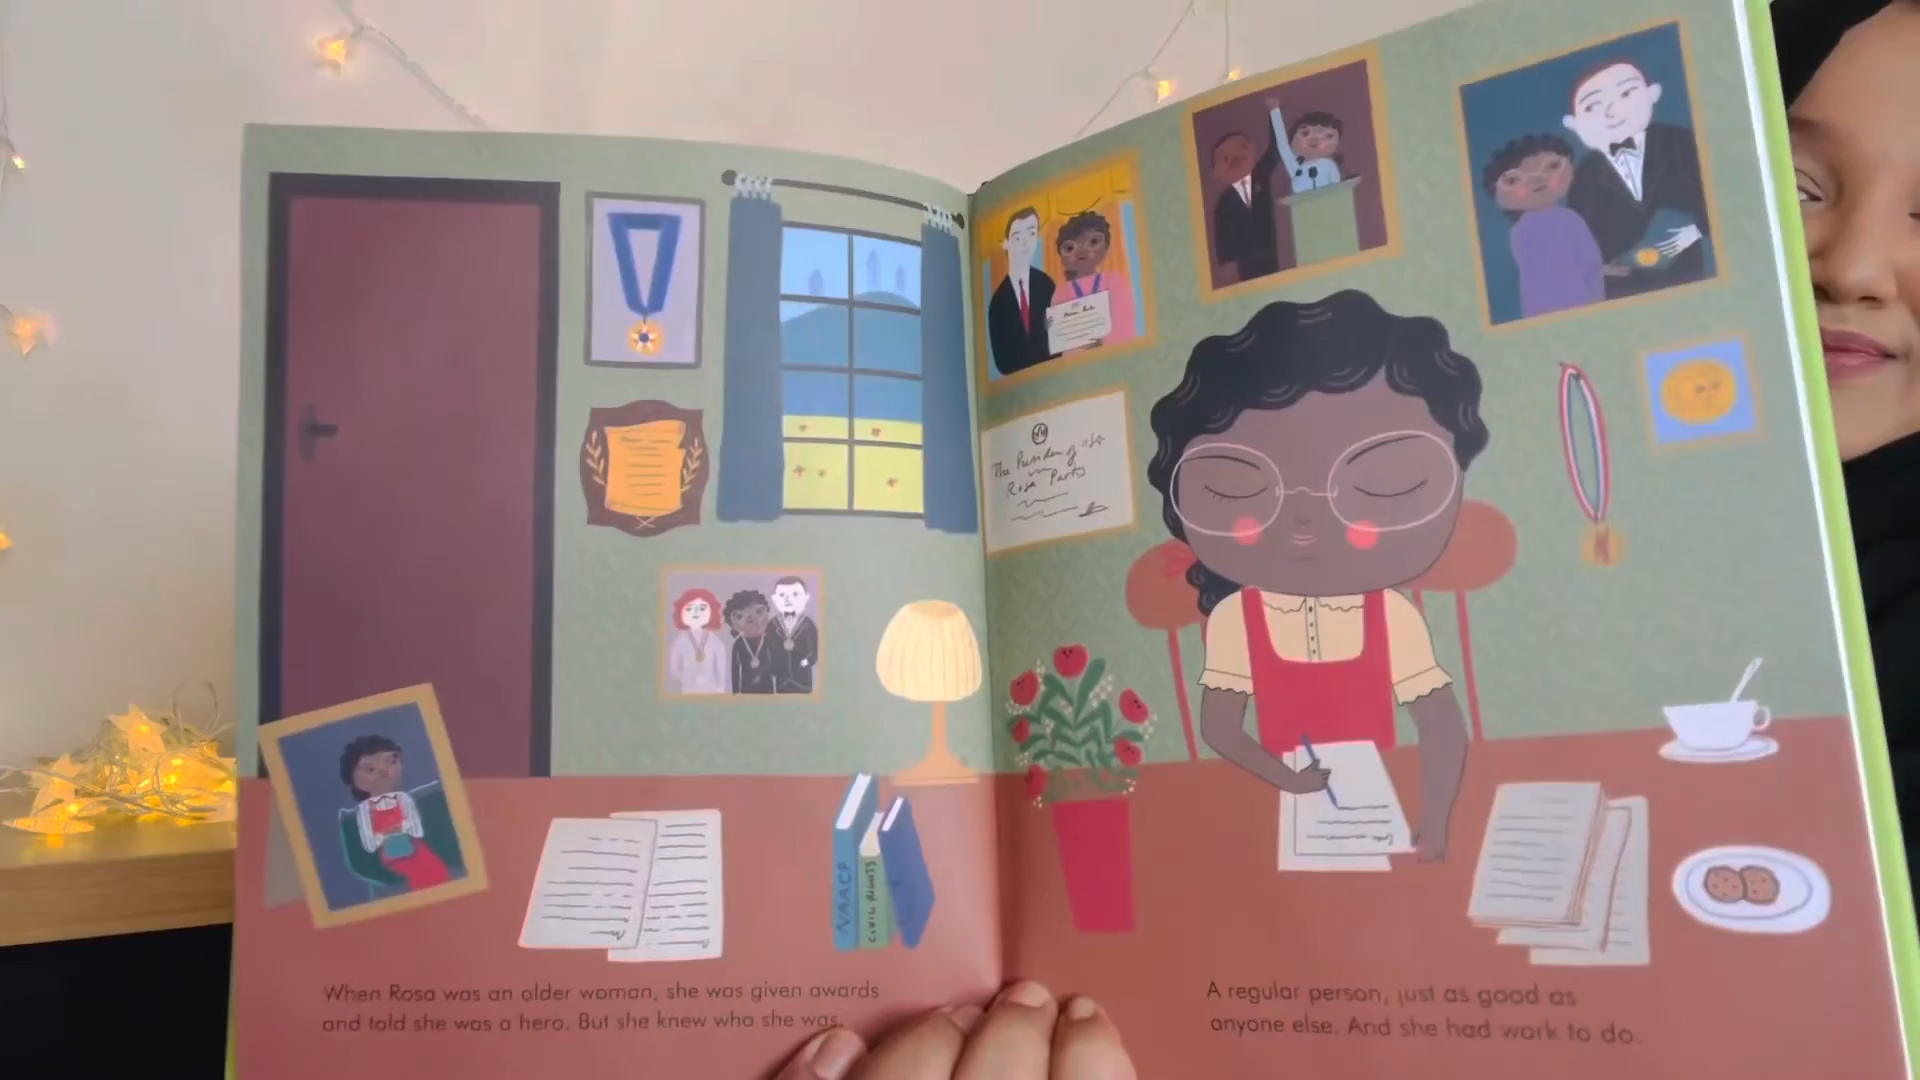 When Rosa was an older woman, she was given awards
and told she was a hero. But she knew who she was.
A regular person, just as good as
anyone else. And she had work to do.
NAACP
CIVIL RIGHTS
Rosa Parks